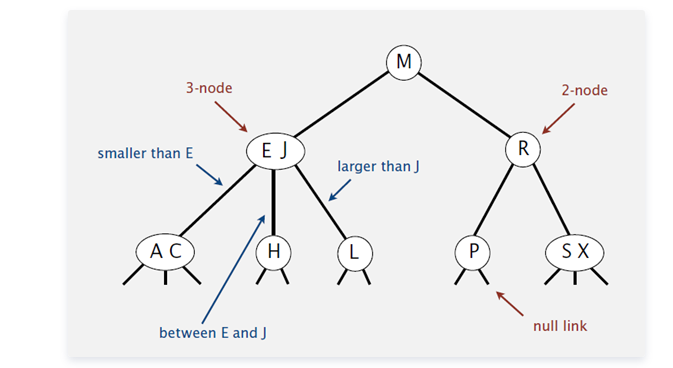 M
3-node
2-node
E J
R
smaller than E
larger than J
A C
H
L
P
S X
between E and J
null link